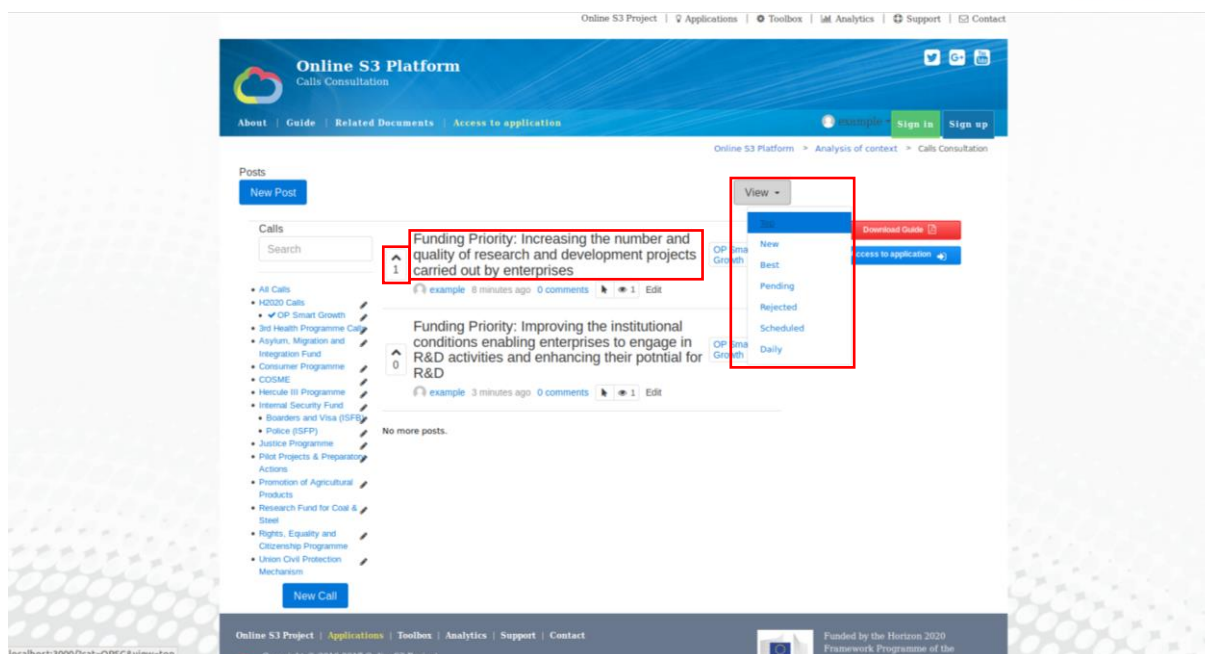 Online S3 Project | Applications | Toolbox | Analytics | Support | Contact
Online S3 Platform
Calls Consultation
About | Guide | Related Documents | Access to application
example
Sign in
Sign up
Online S3 Platform > Analysis of context > Calls Consultation
Posts
New Post
View
Top
New
Best
Pending
Rejected
Scheduled
Daily
Download Guide
ccess to application
Calls
Search
All Calls
H2020 Calls
OP Smart Growth
3rd Health Programme Calls
Asylum, Migration and
Integration Fund
Consumer Programme
COSME
Hercule III Programme
Internal Security Fund
Boarders and Visa (ISFB)
Police (ISFP)
Justice Programme
Pilot Projects & Preparatory
Actions
Promotion of Agricultural
Products
Research Fund for Coal &
Steel
Rights, Equality and
Citizenship Programme
Union Civil Protection
Mechanism
New Call
1
Funding Priority: Increasing the number and
quality of research and development projects
carried out by enterprises
OP Sma
Growth
example 8 minutes ago 0 comments 1 Edit
0
Funding Priority: Improving the institutional
conditions enabling enterprises to engage in
R&D activities and enhancing their potntial for
R&D
OP Sma
Growth
example 3 minutes ago 0 comments 1 Edit
No more posts.
Online S3 Project | Applications | Toolbox | Analytics | Support | Contact
Funded by the Horizon 2020
Framework Programme of the